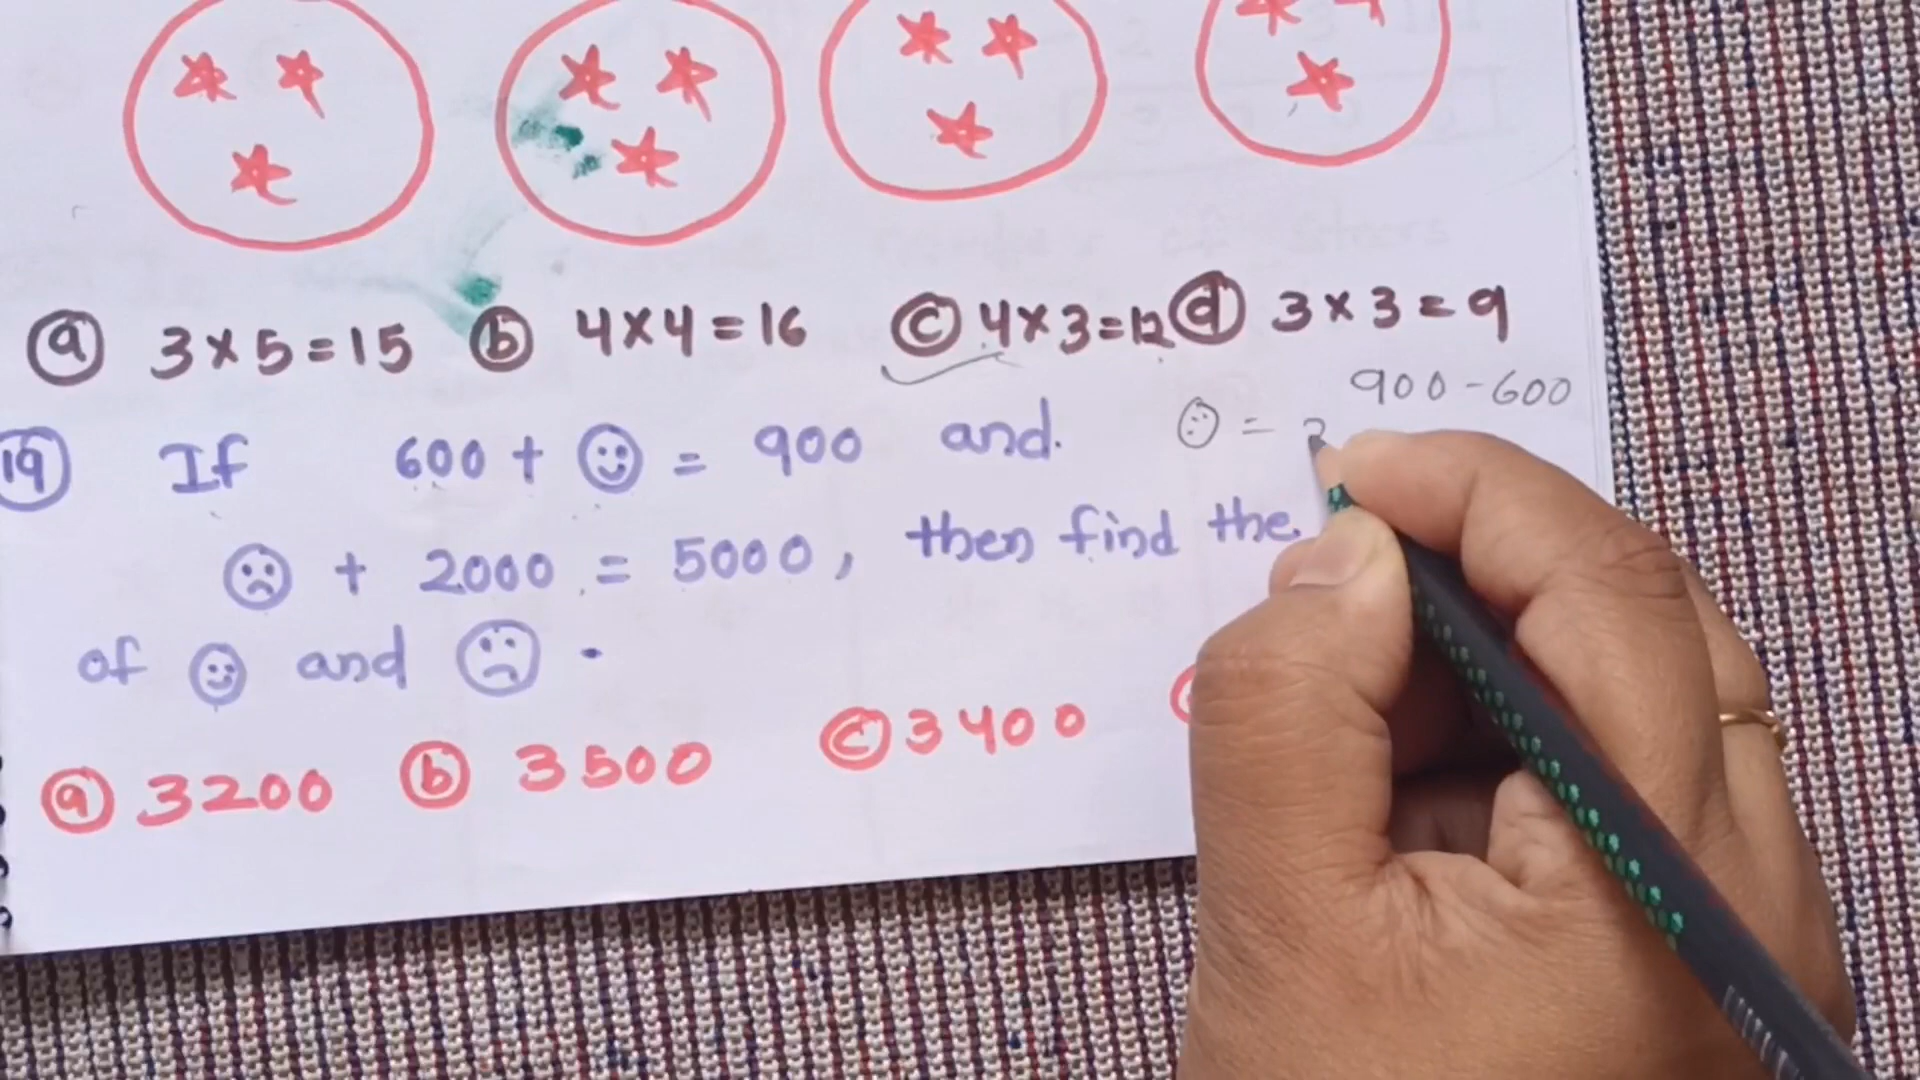 ⓐ 3×5=15 ⓑ 4×4=16 ⓒ 4×3=12 ⓓ 3×3=9
900-600
☺ =
⑲ If 600 + ☺ = 900 and.
☹ + 2000 = 5000, then find the
of ☺ and ☹.
ⓐ 3200 ⓑ 3500 ⓒ 3400